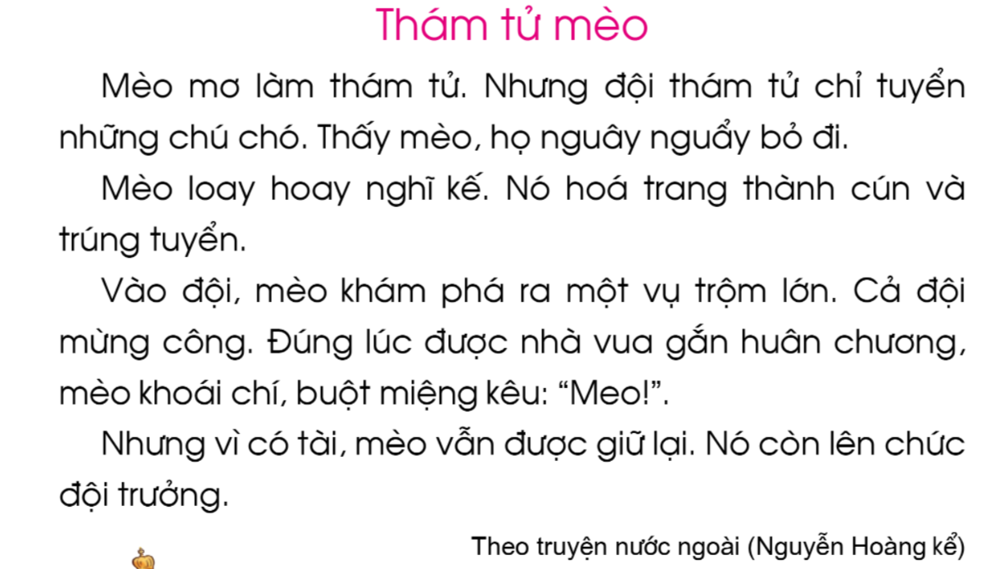 Thám tử mèo
Mèo mơ làm thám tử. Nhưng đội thám tử chỉ tuyển
những chú chó. Thấy mèo, họ nguây nguẩy bỏ đi.
Mèo loay hoay nghĩ kế. Nó hoá trang thành cún và
trúng tuyển.
Vào đội, mèo khám phá ra một vụ trộm lớn. Cả đội
mừng công. Đúng lúc được nhà vua gắn huân chương,
mèo khoái chí, buột miệng kêu: “Meo!”.
Nhưng vì có tài, mèo vẫn được giữ lại. Nó còn lên chức
đội trưởng.
Theo truyện nước ngoài (Nguyễn Hoàng kể)